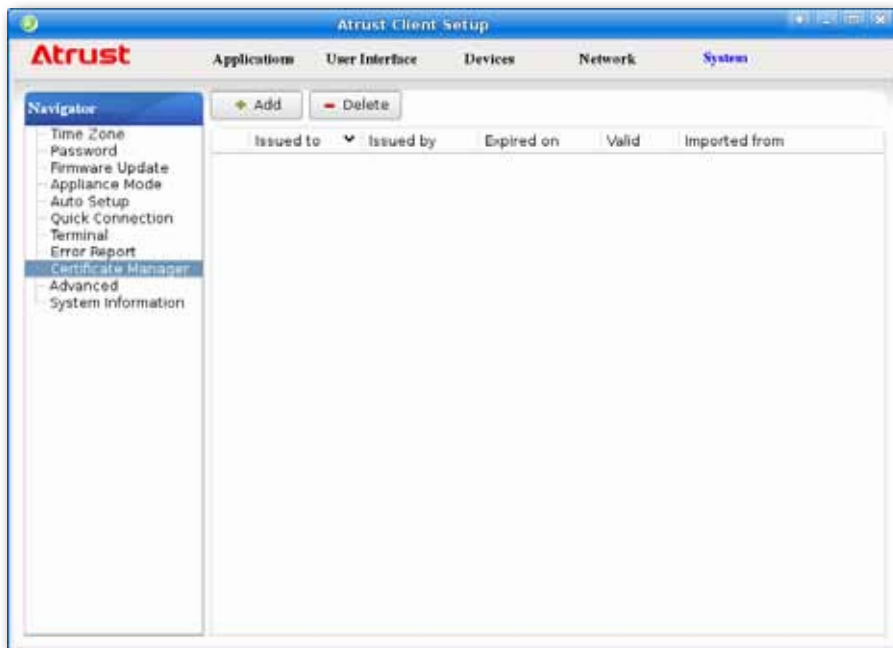 Atrust Client Setup
Atrust Applications User Interface Devices Network System
Navigator
Add Delete
Issued to Issued by Expired on Valid Imported from
Time Zone
Password
Firmware Update
Appliance Mode
Auto Setup
Quick Connection
Terminal
Error Report
Certificate Manager
Advanced
System Information